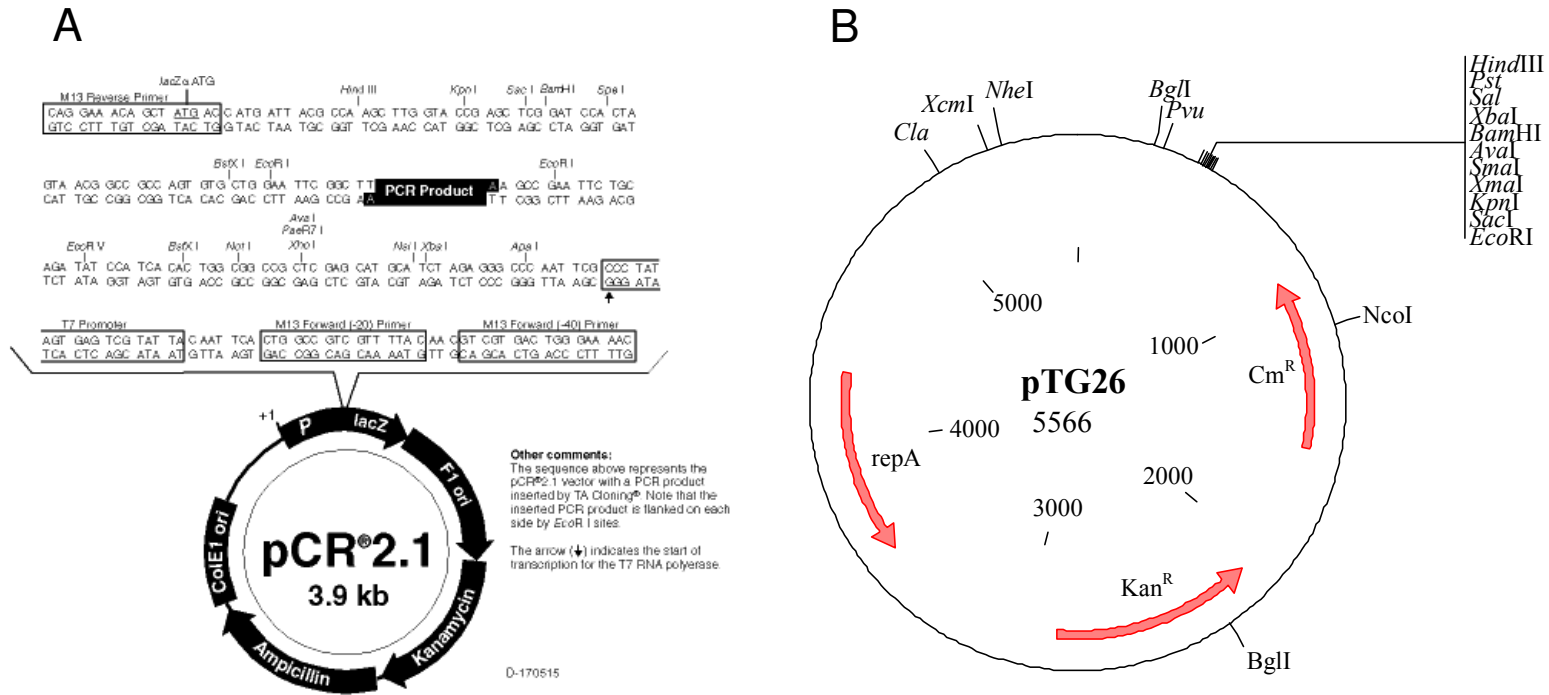 A
lacZα ATG
M13 Reverse Primer
Hind III
Kpn I
Sac I
BamH I
Spe I
CAG GAA ACA GCT ATG AC C ATG ATT ACG CCA AGC TTG GTA CCG AGC TCG GAT CCA CTA
GTC CTT TGT CGA TAC TG G TAC TAA TGC GGT TCG AAC CAT GGC TCG AGC CTA GGT GAT
BstX I
EcoR I
EcoR I
GTA ACG GCC GCC AGT GTG CTG GAA TTC GGC TT
PCR Product
A A GCC GAA TTC TGC
CAT TGC CGG CGG TCA CAC GAC CTT AAG CCG A A
T T CGG CTT AAG ACG
Ava I
PaeR7 I
EcoR V
BstX I
Not I
Xho I
Nsi I
Xba I
Apa I
AGA TAT CCA TCA CAC TGG CGG CCG CTC GAG CAT GCA TCT AGA GGG CCC AAT TCG CCC TAT
TCT ATA GGT AGT GTG ACC GCC GGC GAG CTC GTA CGT AGA TCT CCC GGG TTA AGC GGG ATA
T7 Promoter
M13 Forward (-20) Primer
M13 Forward (-40) Primer
AGT GAG TCG TAT TA C AAT TCA CTG GCC GTC GTT TTA C AA CGT CGT GAC TGG GAA AAC
TCA CTC AGC ATA AT G TTA AGT GAC CGG CAG CAA AAT G TT GCA GCA CTG ACC CTT TTG
+1
P
lacZ
F1 ori
Kanamycin
Ampicillin
ColE1 ori
pCR®2.1
3.9 kb
Other comments:
The sequence above represents the
pCR®2.1 vector with a PCR product
inserted by TA Cloning®. Note that the
inserted PCR product is flanked on each
side by EcoR I sites.
The arrow (↓) indicates the start of
transcription for the T7 RNA polyerase.
D-170515
B
HindIII
Pst
Sal
XbaI
BamHI
AvaI
SmaI
XmaI
KpnI
SacI
EcoRI
NheI
XcmI
Cla
BglI
Pvu
NcoI
BglI
5000
1000
2000
3000
4000
pTG26
5566
CmR
KanR
repA